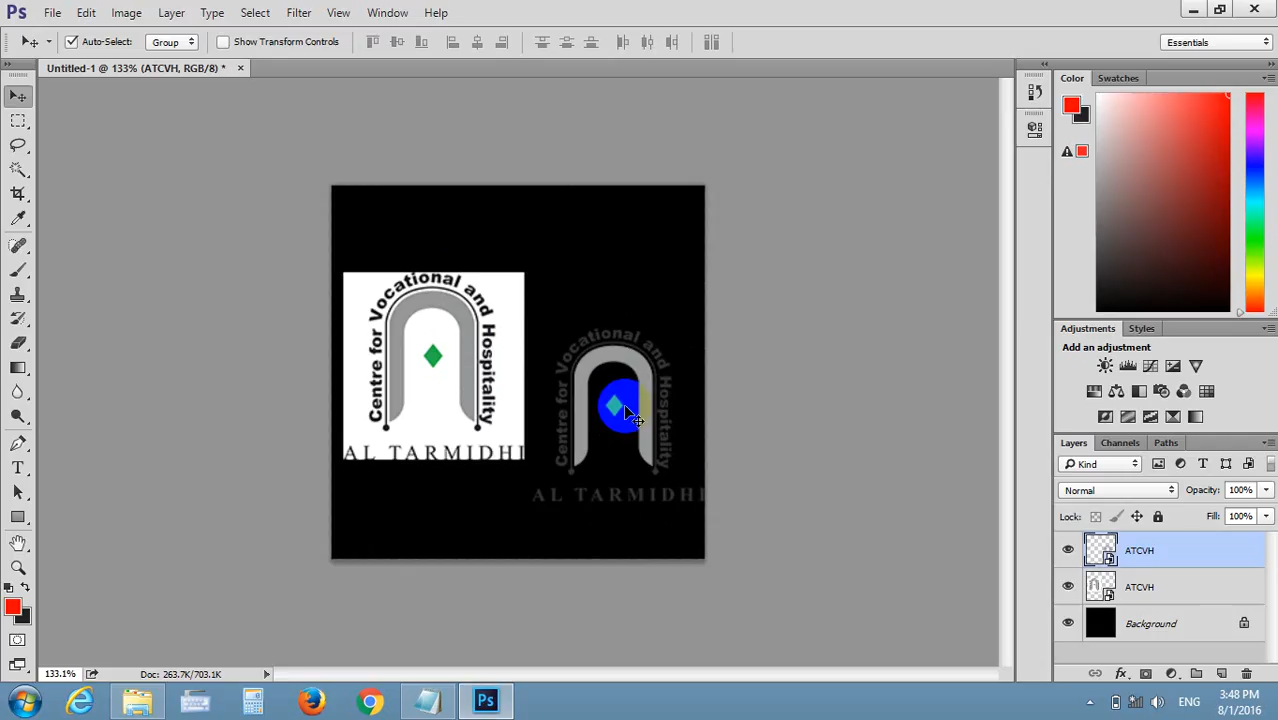 Ps File Edit Image Layer Type Select Filter 3D View Window Help
Auto-Select: Group Show Transform Controls Essentials
Untitled-1 @ 133% (ATCVH, RGB/8) * ×
Color Swatches
Centre for Vocational and Hospitality
AL TARMIDHI
Centre for Vocational and Hospitality
AL TARMIDHI
Adjustments Styles
Add an adjustment
Layers Channels Paths
Kind
Normal Opacity: 100%
Lock: Fill: 100%
ATCVH
ATCVH
Background
133.1% Doc: 263.7K/703.1K
Ps ENG 3:48 PM
8/1/2016